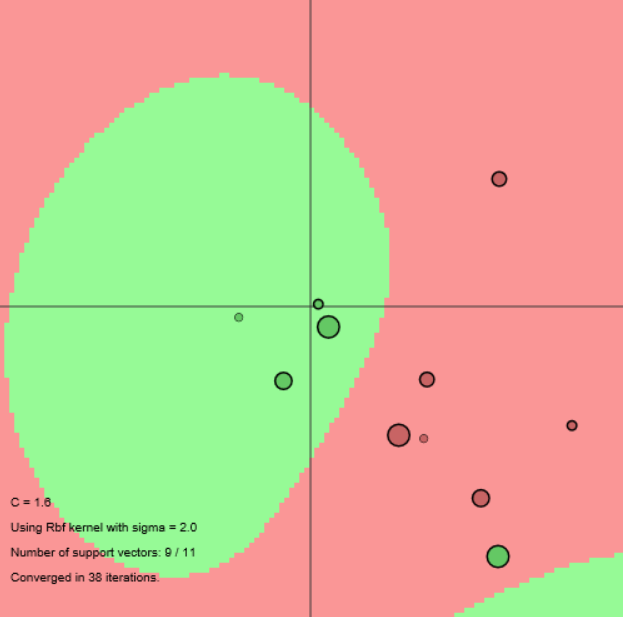 C = 1.6
Using Rbf kernel with sigma = 2.0
Number of support vectors: 9 / 11
Converged in 38 iterations.